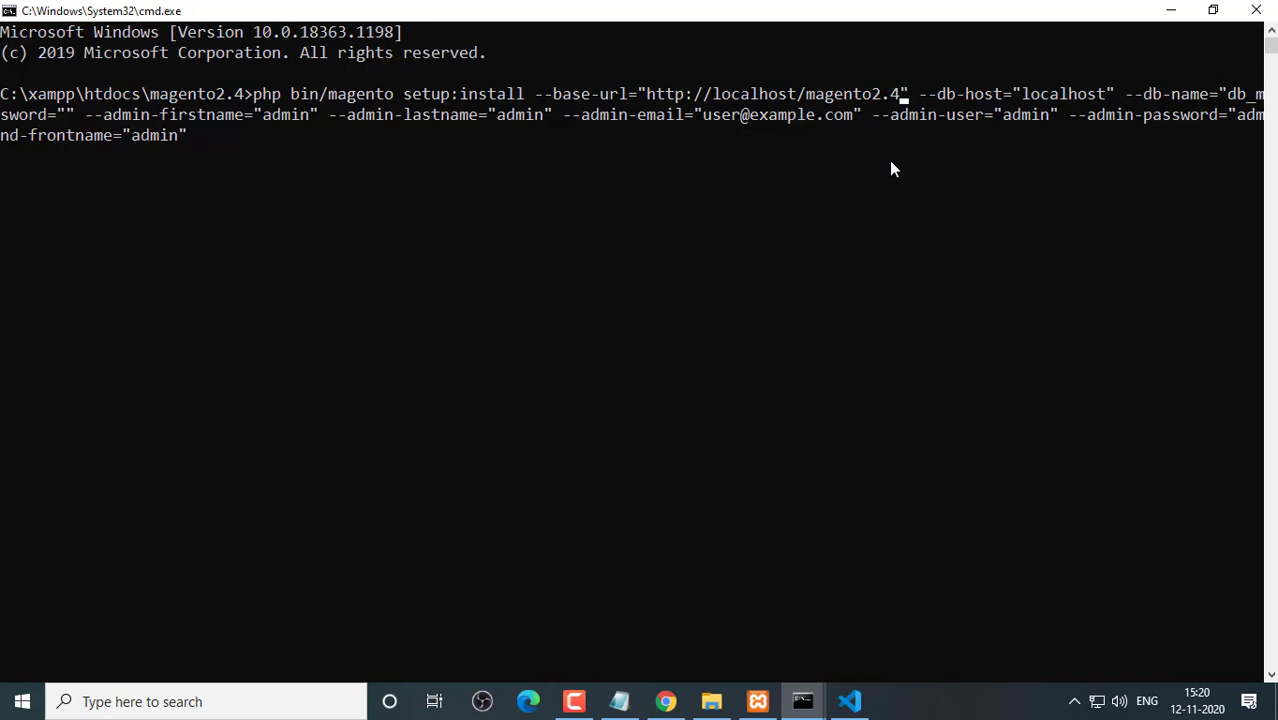 C:\Windows\System32\cmd.exe
Microsoft Windows [Version 10.0.18363.1198]
(c) 2019 Microsoft Corporation. All rights reserved.
C:\xampp\htdocs\magento2.4>php bin/magento setup:install --base-url="http://localhost/magento2.4" --db-host="localhost" --db-name="db_m
sword="" --admin-firstname="admin" --admin-lastname="admin" --admin-email="user@example.com" --admin-user="admin" --admin-password="adm
nd-frontname="admin"
Type here to search
ENG
15:20
12-11-2020